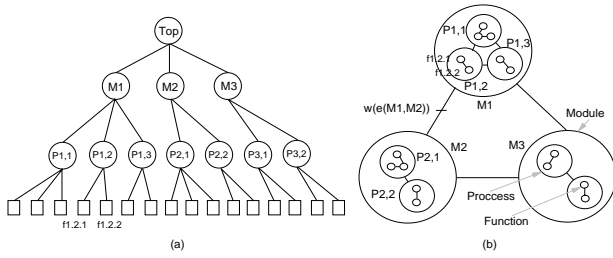 Top
M1
M2
M3
P1,1
P1,2
P1,3
P2,1
P2,2
P3,1
P3,2
f1.2.1
f1.2.2
(a)
P1,1
P1,3
f1.2.1
f1.2.2
P1,2
M1
w(e(M1,M2))
Module
M2
M3
P2,1
P2,2
Proccess
Function
(b)